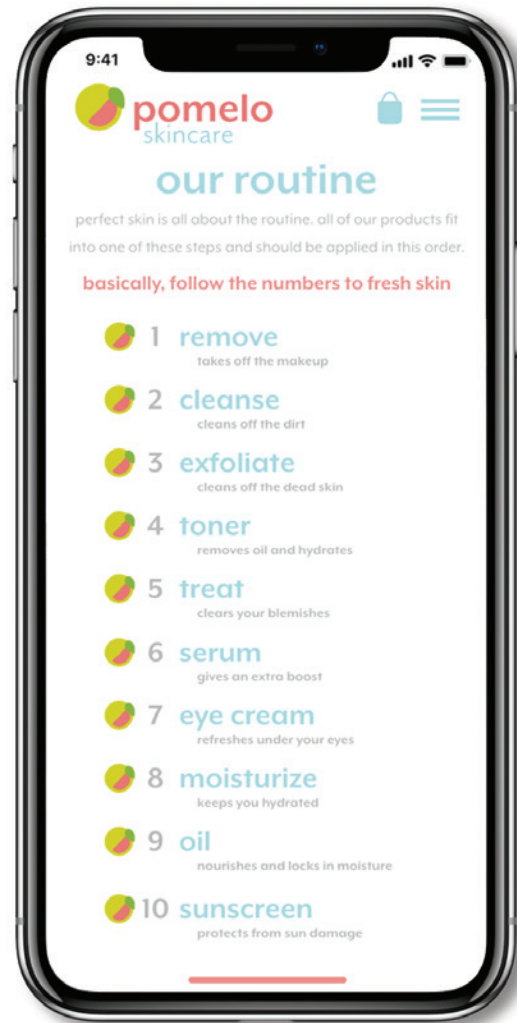 9:41
pomelo
skincare
our routine
perfect skin is all about the routine. all of our products fit
into one of these steps and should be applied in this order.
basically, follow the numbers to fresh skin
1 remove
takes off the makeup
2 cleanse
cleans off the dirt
3 exfoliate
cleans off the dead skin
4 toner
removes oil and hydrates
5 treat
clears your blemishes
6 serum
gives an extra boost
7 eye cream
refreshes under your eyes
8 moisturize
keeps you hydrated
9 oil
nourishes and locks in moisture
10 sunscreen
protects from sun damage